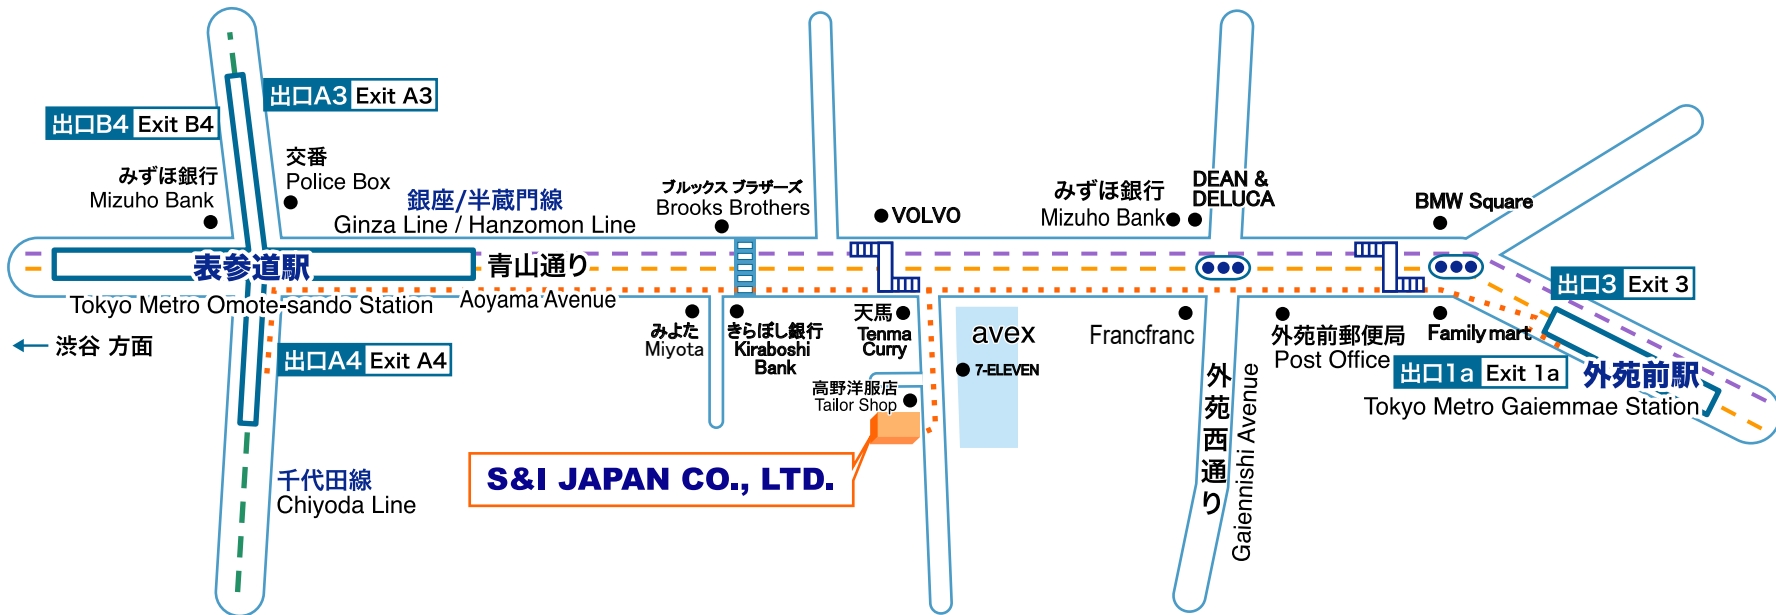 出口A3 Exit A3
出口B4 Exit B4
交番
Police Box
みずほ銀行
Mizuho Bank
銀座/半蔵門線
Ginza Line / Hanzomon Line
ブルックス ブラザーズ
Brooks Brothers
VOLVO
みずほ銀行
Mizuho Bank
DEAN &
DELUCA
BMW Square
表参道駅
青山通り
Tokyo Metro Omote-sando Station
Aoyama Avenue
出口3 Exit 3
渋谷 方面
出口A4 Exit A4
みよた
Miyota
きらぼし銀行
Kiraboshi
Bank
天馬
Tenma
Curry
avex
7-ELEVEN
高野洋服店
Tailor Shop
Francfranc
外苑前郵便局
Post Office
Family mart
出口1a Exit 1a
外苑前駅
Tokyo Metro Gaiemmae Station
外苑西通り
Gaiennishi Avenue
S&I JAPAN CO., LTD.
千代田線
Chiyoda Line